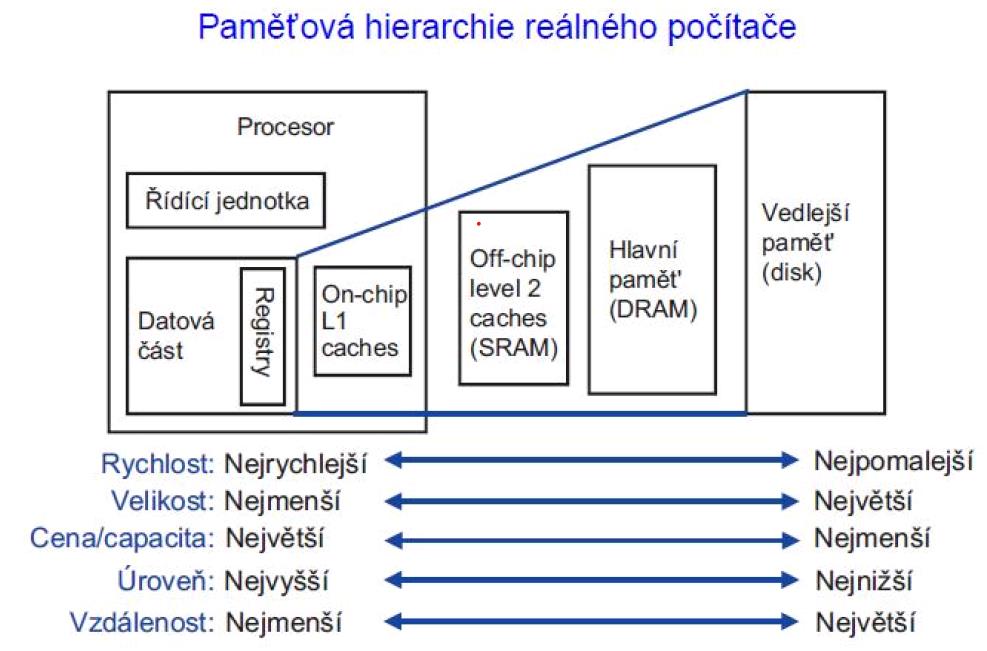 Paměťová hierarchie reálného počítače
Procesor
Řídící jednotka
Datová
část
Registry
On-chip
L1
caches
Off-chip
level 2
caches
(SRAM)
Hlavní
paměť
(DRAM)
Vedlejší
paměť
(disk)
Rychlost: Nejrychlejší Nejpomalejší
Velikost: Nejmenší Největší
Cena/capacita: Největší Nejmenší
Úroveň: Nejvyšší Nejnižší
Vzdálenost: Nejmenší Největší